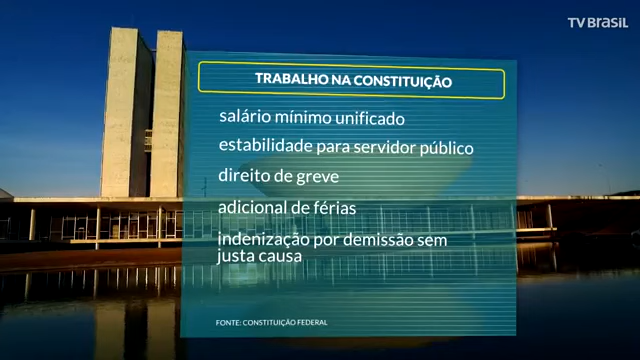 TV BRASIL
TRABALHO NA CONSTITUIÇÃO
salário mínimo unificado
estabilidade para servidor público
direito de greve
adicional de férias
indenização por demissão sem
justa causa
FONTE: CONSTITUIÇÃO FEDERAL